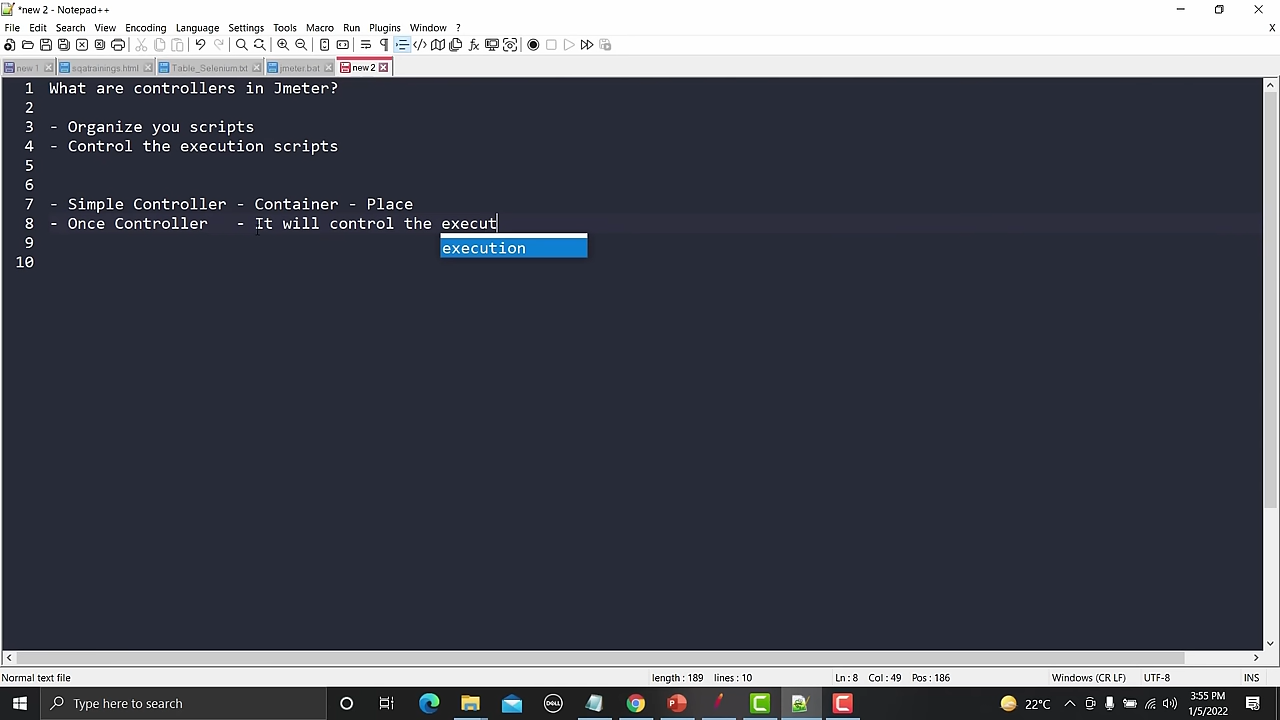 *new 2 - Notepad++
File Edit Search View Encoding Language Settings Tools Macro Run Plugins Window ?
X
new 1 sqatrainings.html Table_Selenium.txt jmeter.bat new 2
1 What are controllers in Jmeter?
2
3 - Organize you scripts
4 - Control the execution scripts
5
6
7 - Simple Controller - Container - Place
8 - Once Controller - It will control the execut
execution
9
10
Normal text file length : 189 lines : 10 Ln : 8 Col : 49 Pos : 186 Windows (CR LF) UTF-8 INS
Type here to search 22°C 3:55 PM
1/5/2022